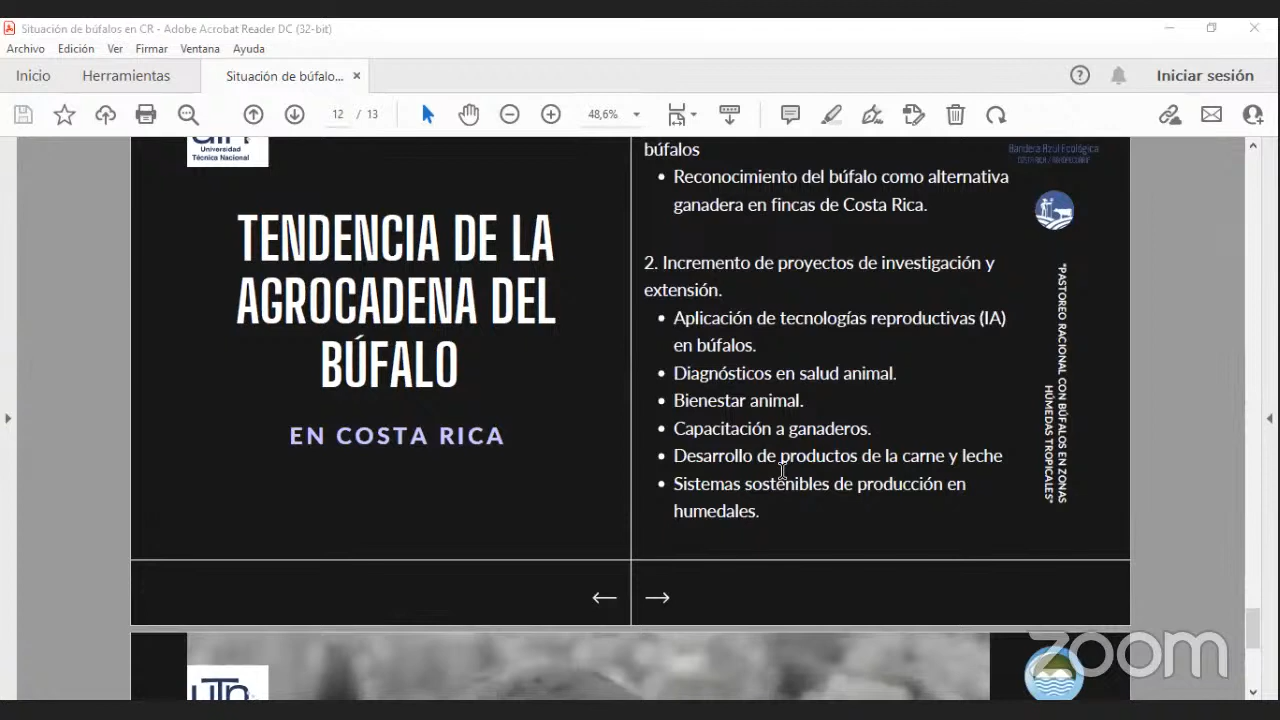 Situación de búfalos en CR - Adobe Acrobat Reader DC (32-bit)
Archivo Edición Ver Firmar Ventana Ayuda
Inicio Herramientas Situación de búfalo... × Iniciar sesión
12 / 13 48,6%
Universidad
Técnica Nacional
TENDENCIA DE LA
AGROCADENA DEL
BÚFALO
EN COSTA RICA
búfalos
• Reconocimiento del búfalo como alternativa
ganadera en fincas de Costa Rica.
2. Incremento de proyectos de investigación y
extensión.
• Aplicación de tecnologías reproductivas (IA)
en búfalos.
• Diagnósticos en salud animal.
• Bienestar animal.
• Capacitación a ganaderos.
• Desarrollo de productos de la carne y leche
• Sistemas sostenibles de producción en
humedales.
Bandera Azul Ecológica
"PASTOREO RACIONAL CON BÚFALOS EN ZONAS
HÚMEDAS TROPICALES"
zoom